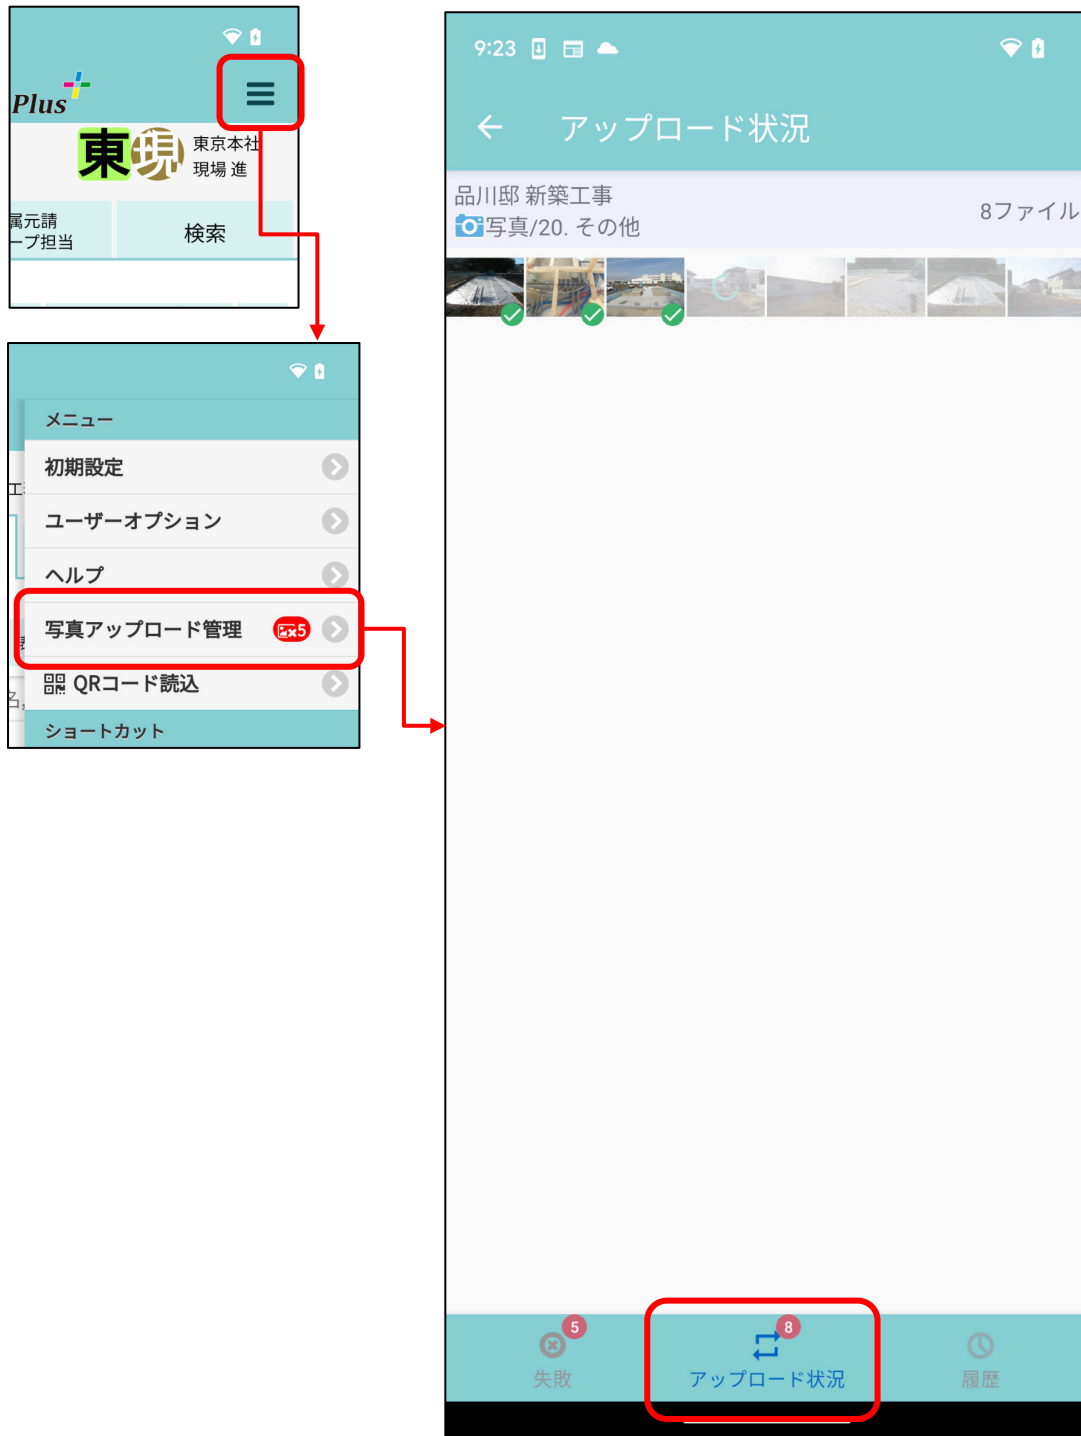 Plus
東現
東京本社
現場 進
属元請
ープ担当
検索
メニュー
初期設定
ユーザーオプション
ヘルプ
写真アップロード管理 x5
QRコード読込
ショートカット
9:23
アップロード状況
品川邸 新築工事
写真/20. その他
8ファイル
5
失敗
8
アップロード状況
履歴